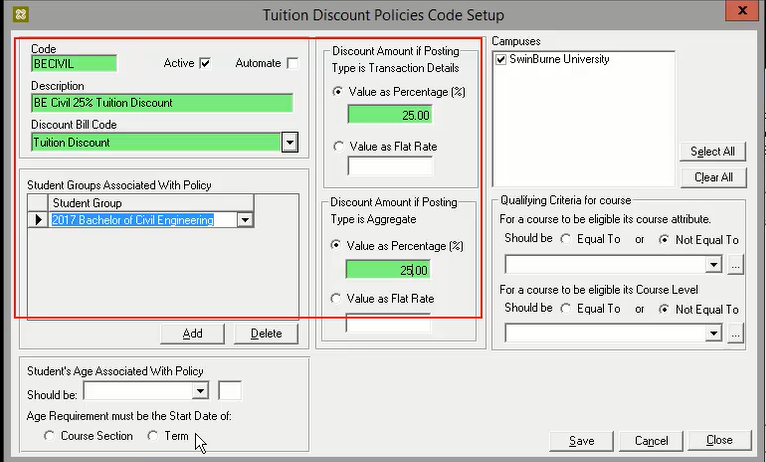 Tuition Discount Policies Code Setup
X
Code
BECIVIL
Active
Automate
Description
BE Civil 25% Tuition Discount
Discount Bill Code
Tuition Discount
Student Groups Associated With Policy
Student Group
2017 Bachelor of Civil Engineering
Add
Delete
Student's Age Associated With Policy
Should be:
Age Requirement must be the Start Date of:
Course Section
Term
Discount Amount if Posting
Type is Transaction Details
Value as Percentage (%)
25.00
Value as Flat Rate
Discount Amount if Posting
Type is Aggregate
Value as Percentage (%)
25.00
Value as Flat Rate
Campuses
SwinBurne University
Select All
Clear All
Qualifying Criteria for course
For a course to be eligible its course attribute.
Should be Equal To or Not Equal To
...
For a course to be eligible its Course Level
Should be Equal To or Not Equal To
...
Save
Cancel
Close